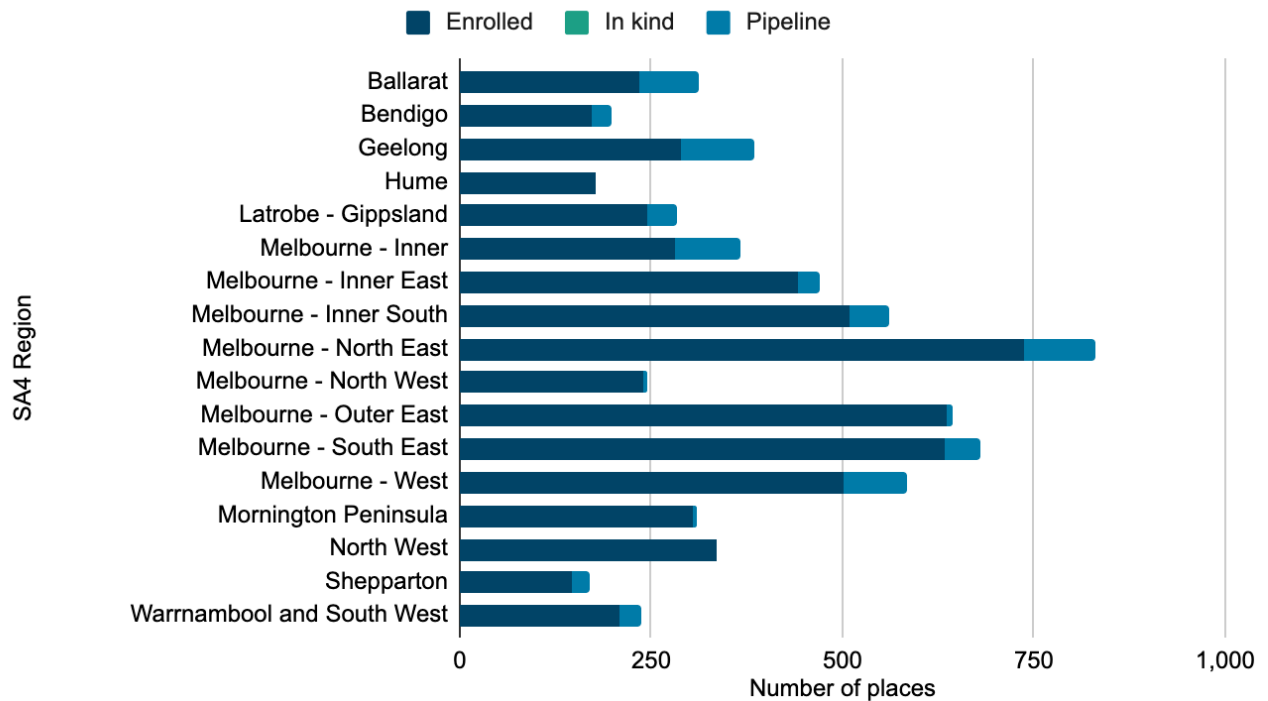 Enrolled In kind Pipeline
SA4 Region
Ballarat
Bendigo
Geelong
Hume
Latrobe - Gippsland
Melbourne - Inner
Melbourne - Inner East
Melbourne - Inner South
Melbourne - North East
Melbourne - North West
Melbourne - Outer East
Melbourne - South East
Melbourne - West
Mornington Peninsula
North West
Shepparton
Warrnambool and South West
0 250 500 750 1,000
Number of places